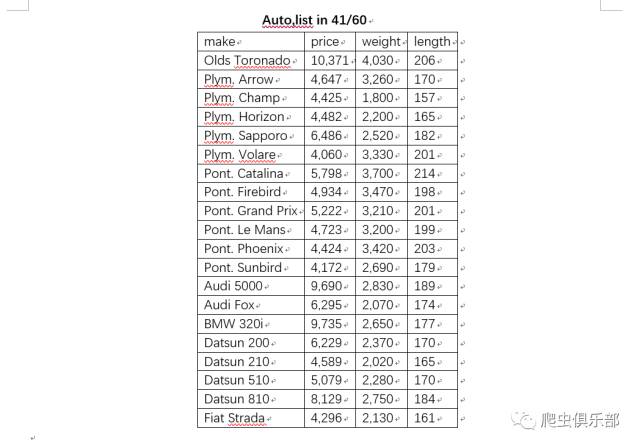 Auto,list in 41/60
make price weight length
Olds Toronado 10,371 4,030 206
Plym. Arrow 4,647 3,260 170
Plym. Champ 4,425 1,800 157
Plym. Horizon 4,482 2,200 165
Plym. Sapporo 6,486 2,520 182
Plym. Volare 4,060 3,330 201
Pont. Catalina 5,798 3,700 214
Pont. Firebird 4,934 3,470 198
Pont. Grand Prix 5,222 3,210 201
Pont. Le Mans 4,723 3,200 199
Pont. Phoenix 4,424 3,420 203
Pont. Sunbird 4,172 2,690 179
Audi 5000 9,690 2,830 189
Audi Fox 6,295 2,070 174
BMW 320i 9,735 2,650 177
Datsun 200 6,229 2,370 170
Datsun 210 4,589 2,020 165
Datsun 510 5,079 2,280 170
Datsun 810 8,129 2,750 184
Fiat Strada 4,296 2,130 161
爬虫俱乐部